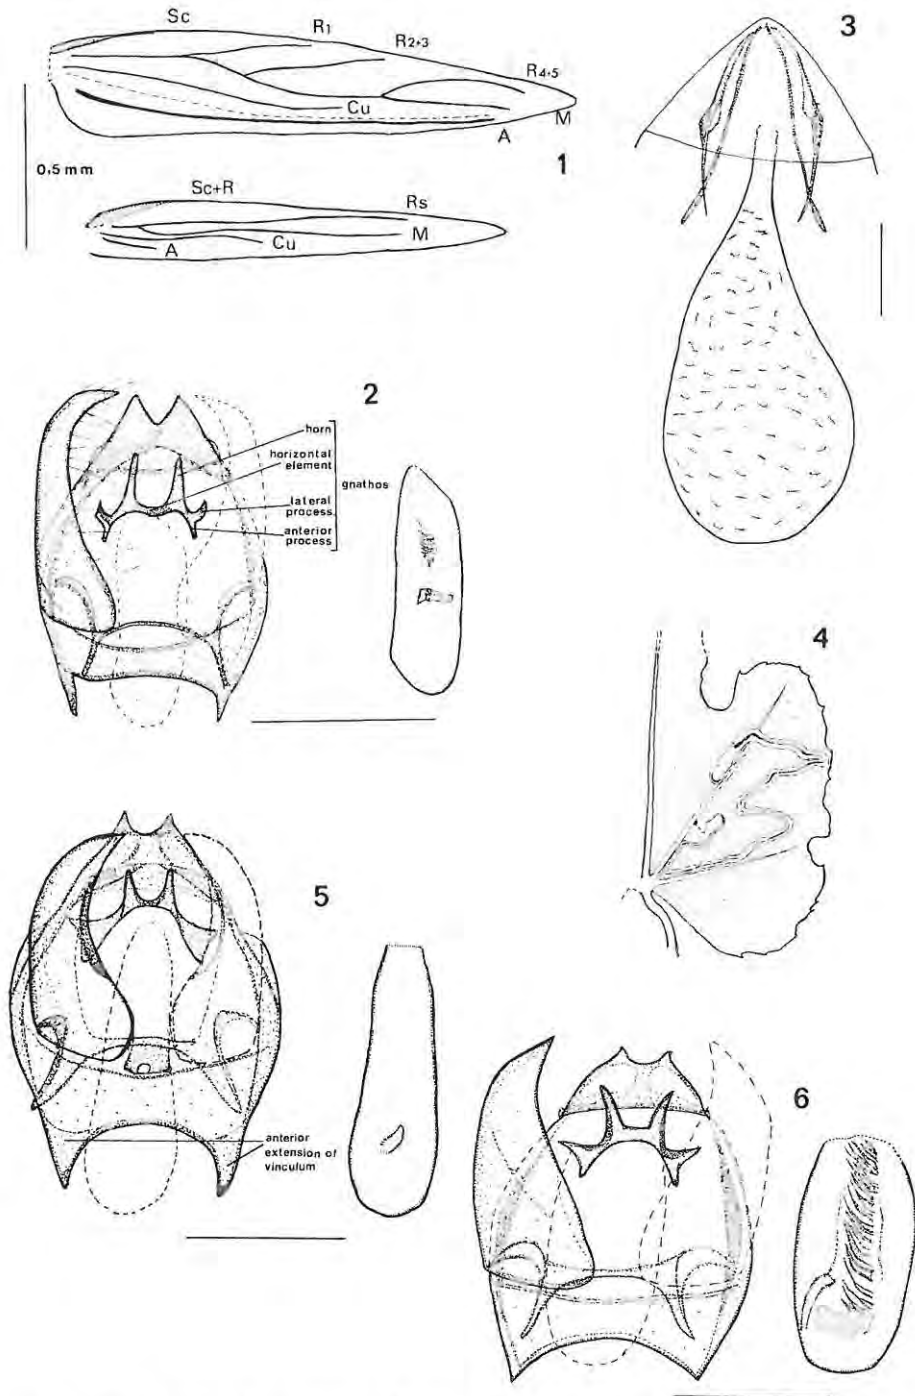 Sc
R1
R2+3
R4+5
Cu
A
M
1
0,5 mm
Sc+R
Rs
M
Cu
A
3
2
horn
horizontal
element
lateral
process
anterior
process
gnathos
4
5
anterior
extension of
vinculum
6